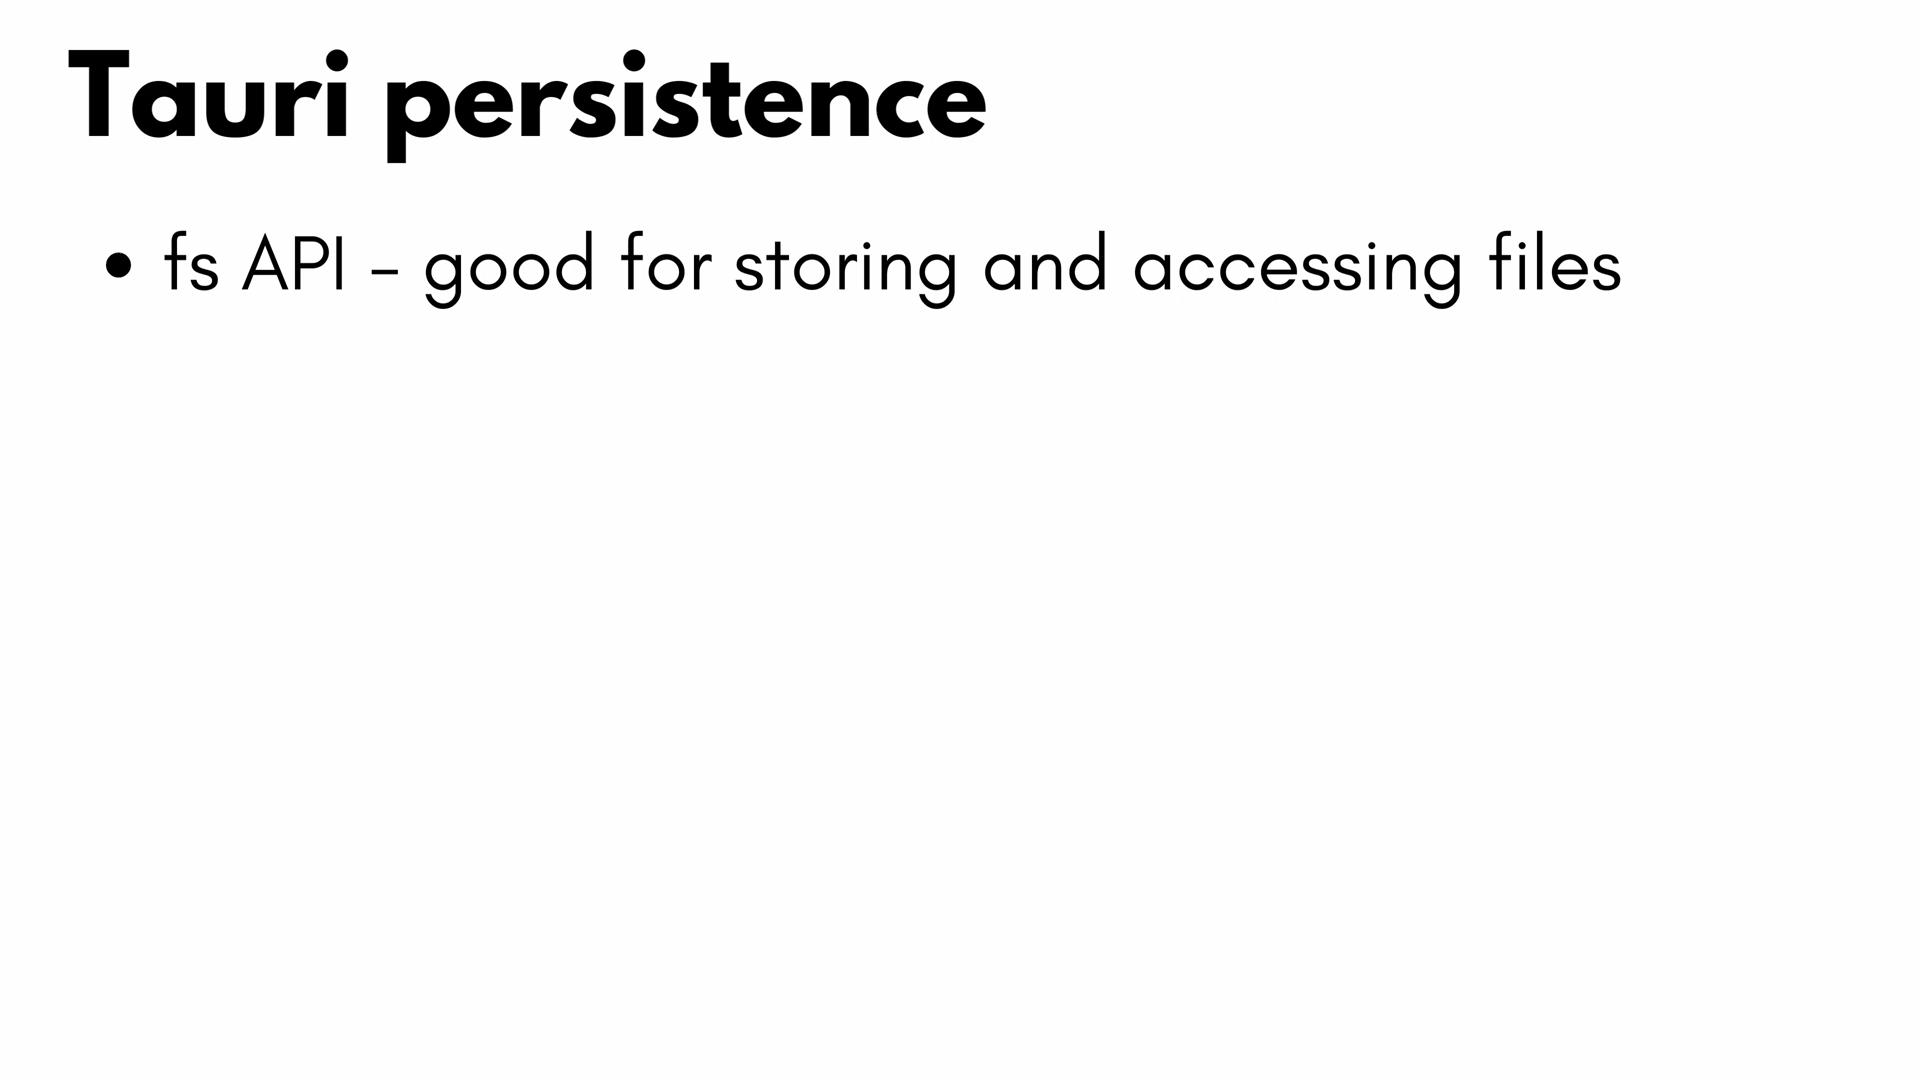 Tauri persistence
• fs API – good for storing and accessing files